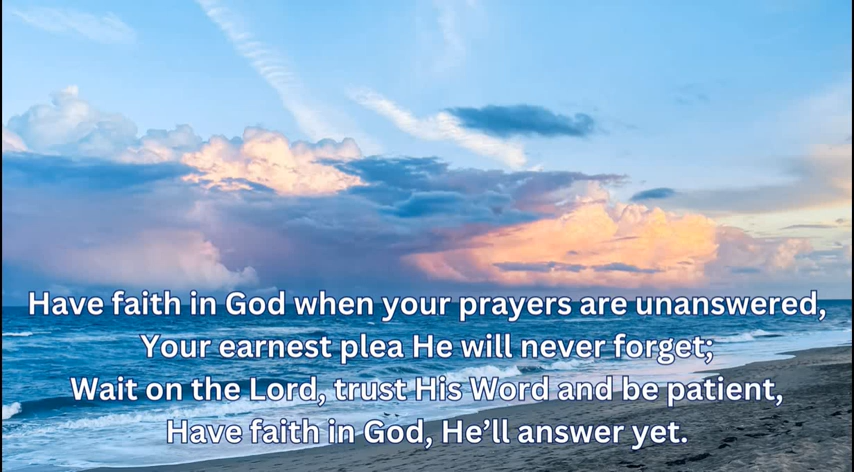 Have faith in God when your prayers are unanswered,
Your earnest plea He will never forget;
Wait on the Lord, trust His Word and be patient,
Have faith in God, He’ll answer yet.